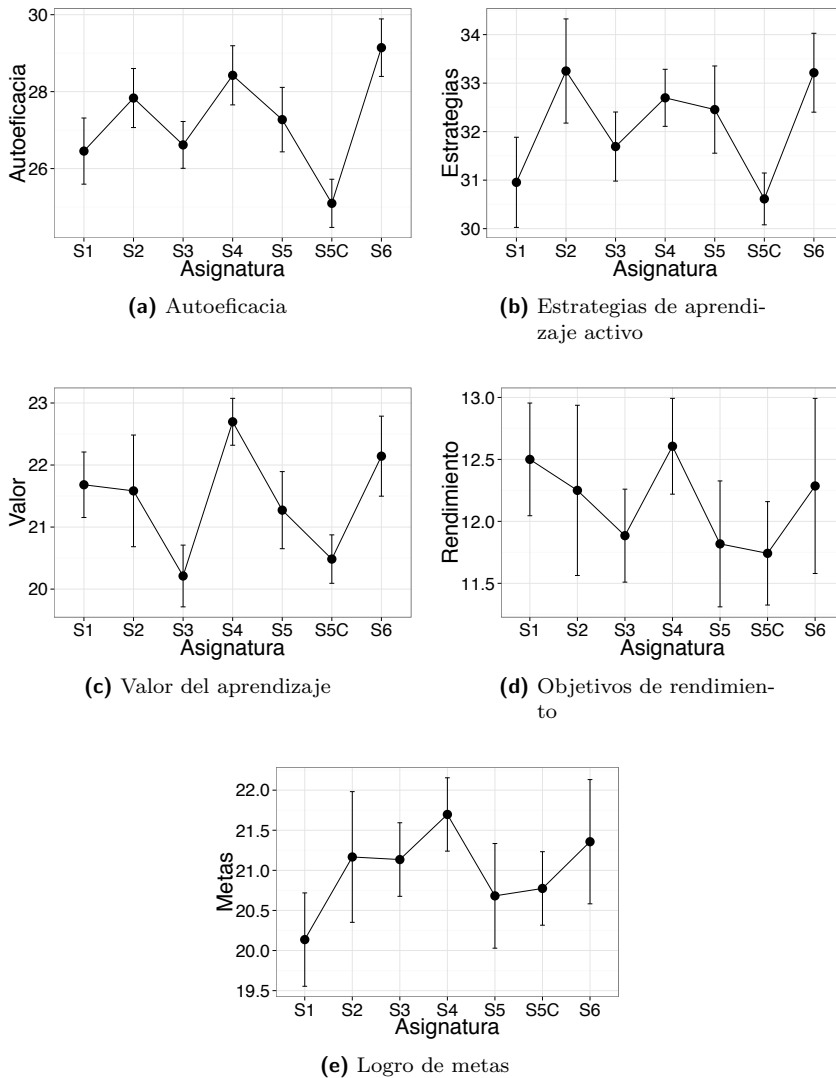 30
28
26
Autoeficacia
S1 S2 S3 S4 S5 S5C S6
Asignatura
(a) Autoeficacia
34
33
32
31
30
Estrategias
S1 S2 S3 S4 S5 S5C S6
Asignatura
(b) Estrategias de aprendi-
zaje activo
23
22
21
20
Valor
S1 S2 S3 S4 S5 S5C S6
Asignatura
(c) Valor del aprendizaje
13.0
12.5
12.0
11.5
Rendimiento
S1 S2 S3 S4 S5 S5C S6
Asignatura
(d) Objetivos de rendimien-
to
22.0
21.5
21.0
20.5
20.0
19.5
Metas
S1 S2 S3 S4 S5 S5C S6
Asignatura
(e) Logro de metas